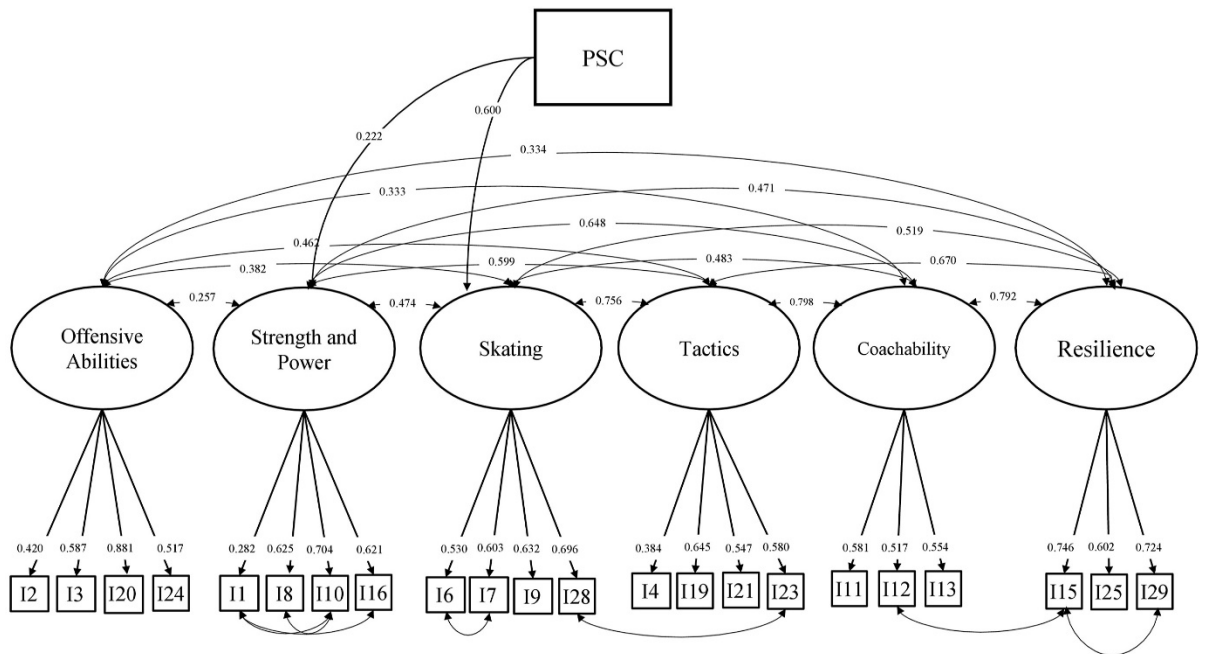 PSC
0.600
0.222
0.334
0.333
0.471
0.648
0.462
0.519
0.382
0.599
0.483
0.670
0.257
0.474
0.756
0.798
0.792
Offensive
Abilities
Strength and
Power
Skating
Tactics
Coachability
Resilience
0.420 0.587 0.881 0.517
0.282 0.625 0.704 0.621
0.530 0.603 0.632 0.696
0.384 0.645 0.547 0.580
0.581 0.517 0.554
0.746 0.602 0.724
I2 I3 I20 I24
I1 I8 I10 I16
I6 I7 I9 I28
I4 I19 I21 I23
I11 I12 I13
I15 I25 I29